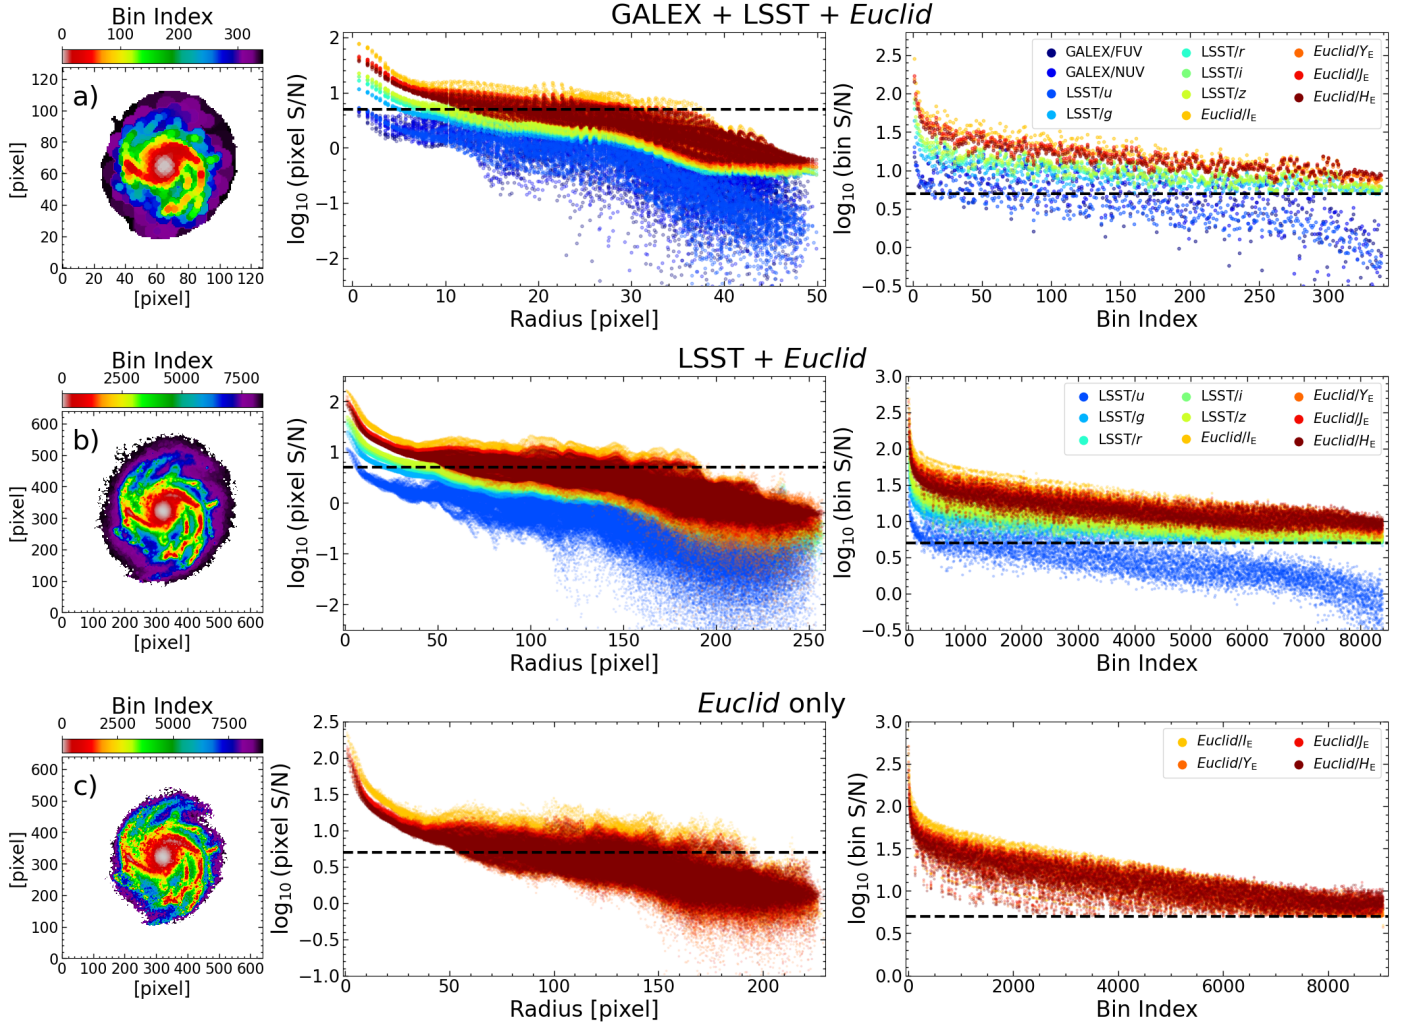 GALEX + LSST + Euclid
Bin Index
0 100 200 300
a)
120
100
80
60
40
20
0
[pixel]
0 20 40 60 80 100 120
[pixel]
2
1
0
−1
−2
log10 (pixel S/N)
0 10 20 30 40 50
Radius [pixel]
2.5
2.0
1.5
1.0
0.5
0.0
−0.5
log10 (bin S/N)
GALEX/FUV LSST/r Euclid/YE
GALEX/NUV LSST/i Euclid/JE
LSST/u LSST/z Euclid/HE
LSST/g Euclid/IE
0 50 100 150 200 250 300
Bin Index
LSST + Euclid
Bin Index
0 2500 5000 7500
b)
600
500
400
300
200
100
0
[pixel]
0 100 200 300 400 500 600
[pixel]
2
1
0
−1
−2
log10 (pixel S/N)
0 50 100 150 200 250
Radius [pixel]
3.0
2.5
2.0
1.5
1.0
0.5
0.0
−0.5
log10 (bin S/N)
LSST/u LSST/i Euclid/YE
LSST/g LSST/z Euclid/JE
LSST/r Euclid/IE Euclid/HE
0 1000 2000 3000 4000 5000 6000 7000 8000
Bin Index
Euclid only
Bin Index
0 2500 5000 7500
c)
600
500
400
300
200
100
0
[pixel]
0 100 200 300 400 500 600
[pixel]
2.5
2.0
1.5
1.0
0.5
0.0
−0.5
−1.0
log10 (pixel S/N)
0 50 100 150 200
Radius [pixel]
3.0
2.5
2.0
1.5
1.0
0.5
0.0
log10 (bin S/N)
Euclid/IE Euclid/JE
Euclid/YE Euclid/HE
0 2000 4000 6000 8000
Bin Index